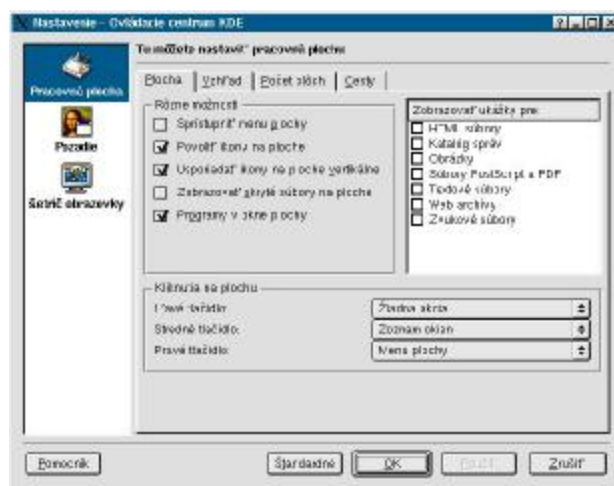 Nastavenie - Ovládacie centrum KDE
Tu môžete nastaviť pracovnú plochu
Pracovná plocha
Pozadie
Šetrič obrazovky
Plocha
Vzhľad
Počet plôch
Cesty
Rôzne možnosti
Sprístupniť menu plochy
Povoliť ikony na ploche
Usporiadať ikony na ploche vertikálne
Zobrazovať skryté súbory na ploche
Programy v okne plochy
Zobrazovať ukážky pre:
HTML súbory
Katalóg správ
Obrázky
Súbory PostScript a PDF
Textové súbory
Web archívy
Zvukové súbory
Kliknutia na plochu
Ľavé tlačidlo:
Žiadna akcia
Stredné tlačidlo:
Zoznam okien
Pravé tlačidlo:
Menu plochy
Pomocník
Štandardné
OK
Použiť
Zrušiť